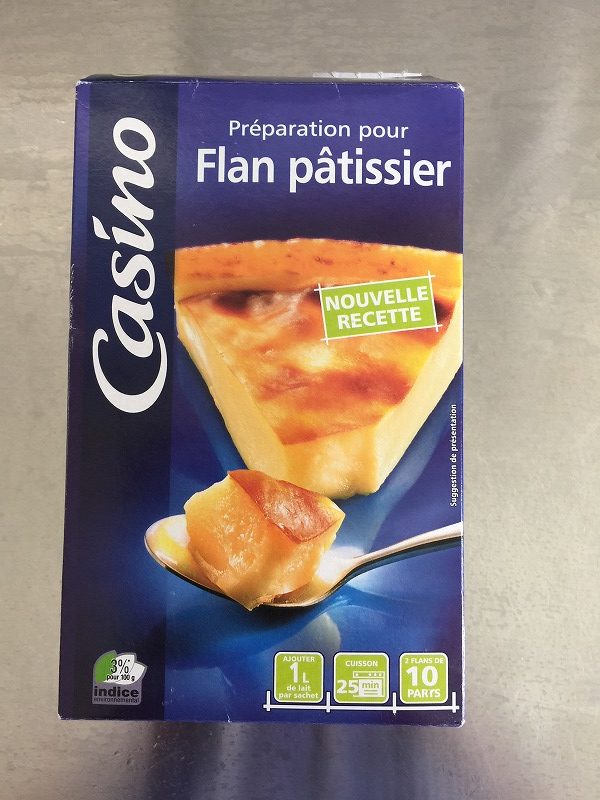 Casino
Préparation pour
Flan pâtissier
NOUVELLE
RECETTE
Suggestion de présentation
3%*
pour 100 g
indice
environnemental
AJOUTER
1L
de lait
par sachet
CUISSON
25 min
2 FLANS DE
10
PARTS